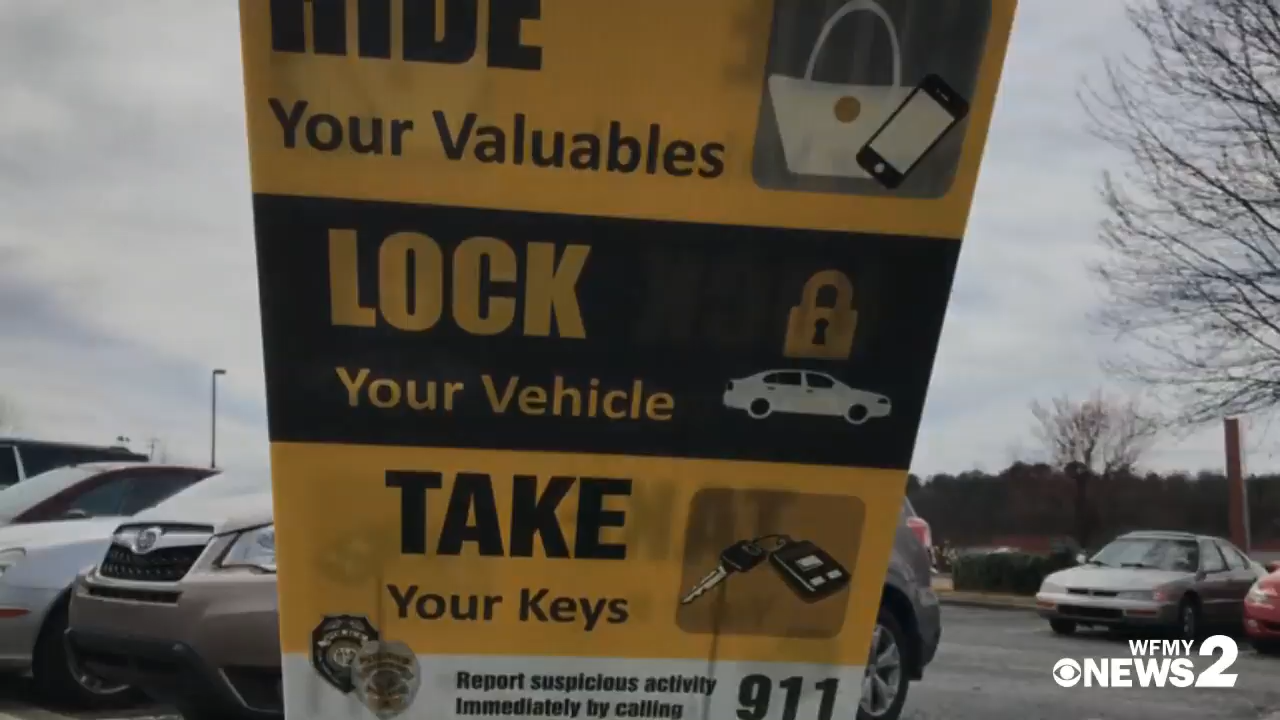 HIDE
Your Valuables
LOCK
Your Vehicle
TAKE
Your Keys
Report suspicious activity
Immediately by calling
911
WFMY
NEWS 2